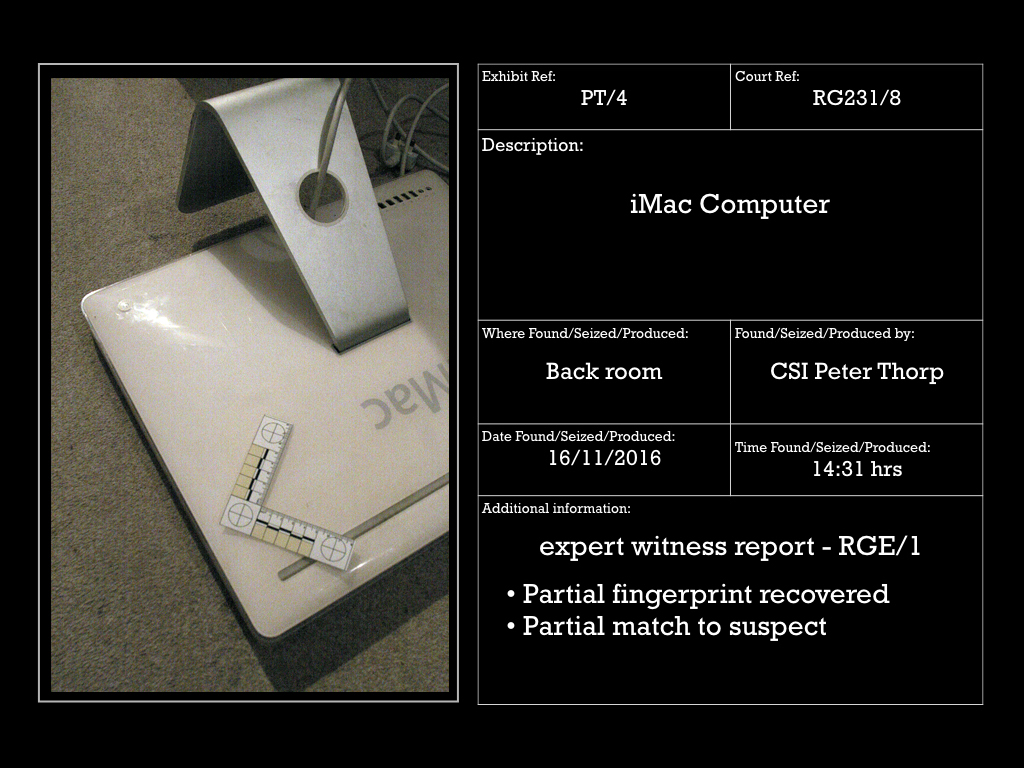 Exhibit Ref:
PT/4
Court Ref:
RG231/8
Description:
iMac Computer
Where Found/Seized/Produced:
Back room
Found/Seized/Produced by:
CSI Peter Thorp
Date Found/Seized/Produced:
16/11/2016
Time Found/Seized/Produced:
14:31 hrs
Additional information:
expert witness report - RGE/1
• Partial fingerprint recovered
• Partial match to suspect
iMac